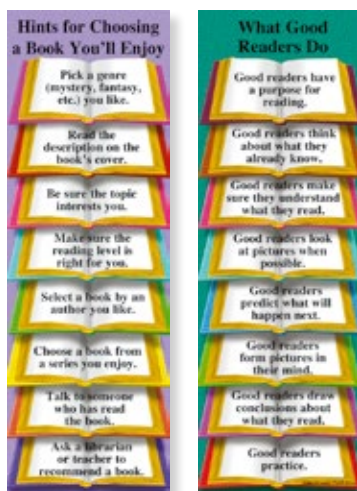 Hints for Choosing
a Book You'll Enjoy
Pick a genre
(mystery, fantasy,
etc.) you like.
Read the
description on the
book's cover.
Be sure the topic
interests you.
Make sure the
reading level is
right for you.
Select a book by an
author you like.
Choose a book from
a series you enjoy.
Talk to someone
who has read
the book.
Ask a librarian
or teacher to
recommend a book.
What Good
Readers Do
Good readers have
a purpose for
reading.
Good readers think
about what they
already know.
Good readers make
sure they understand
what they read.
Good readers look
at pictures when
possible.
Good readers
predict what will
happen next.
Good readers
form pictures in
their mind.
Good readers draw
conclusions about
what they read.
Good readers
practice.